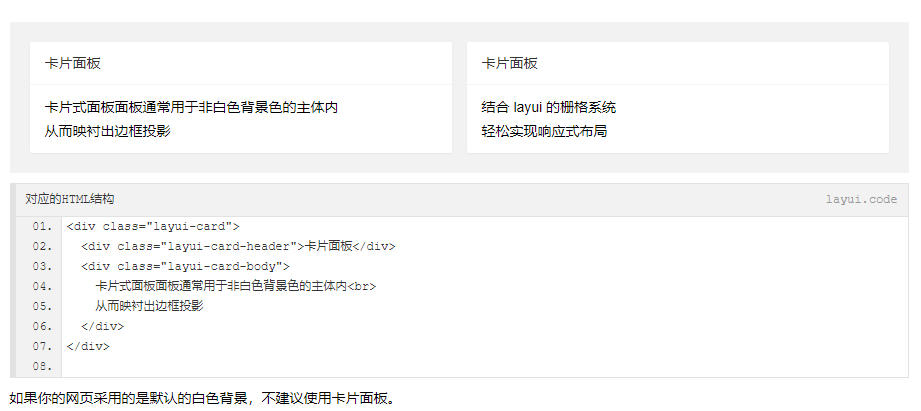 卡片面板
卡片式面板面板通常用于非白色背景色的主体内
从而映衬出边框投影
卡片面板
结合 layui 的栅格系统
轻松实现响应式布局
对应的HTML结构 layui.code
01. <div class="layui-card">
02.   <div class="layui-card-header">卡片面板</div>
03.   <div class="layui-card-body">
04.     卡片式面板面板通常用于非白色背景色的主体内<br>
05.     从而映衬出边框投影
06.   </div>
07. </div>
08.
如果你的网页采用的是默认的白色背景，不建议使用卡片面板。